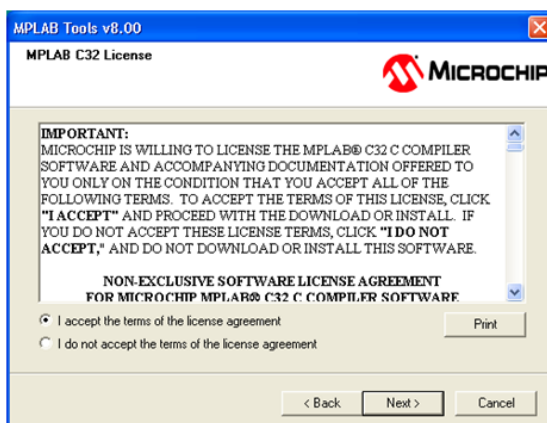 MPLAB Tools v8.00
MPLAB C32 License
MICROCHIP
IMPORTANT:
MICROCHIP IS WILLING TO LICENSE THE MPLAB® C32 C COMPILER
SOFTWARE AND ACCOMPANYING DOCUMENTATION OFFERED TO
YOU ONLY ON THE CONDITION THAT YOU ACCEPT ALL OF THE
FOLLOWING TERMS. TO ACCEPT THE TERMS OF THIS LICENSE, CLICK
"I ACCEPT" AND PROCEED WITH THE DOWNLOAD OR INSTALL. IF
YOU DO NOT ACCEPT THESE LICENSE TERMS, CLICK "I DO NOT
ACCEPT," AND DO NOT DOWNLOAD OR INSTALL THIS SOFTWARE.
NON-EXCLUSIVE SOFTWARE LICENSE AGREEMENT
FOR MICROCHIP MPLAB® C32 C COMPILER SOFTWARE
I accept the terms of the license agreement
Print
I do not accept the terms of the license agreement
< Back Next > Cancel